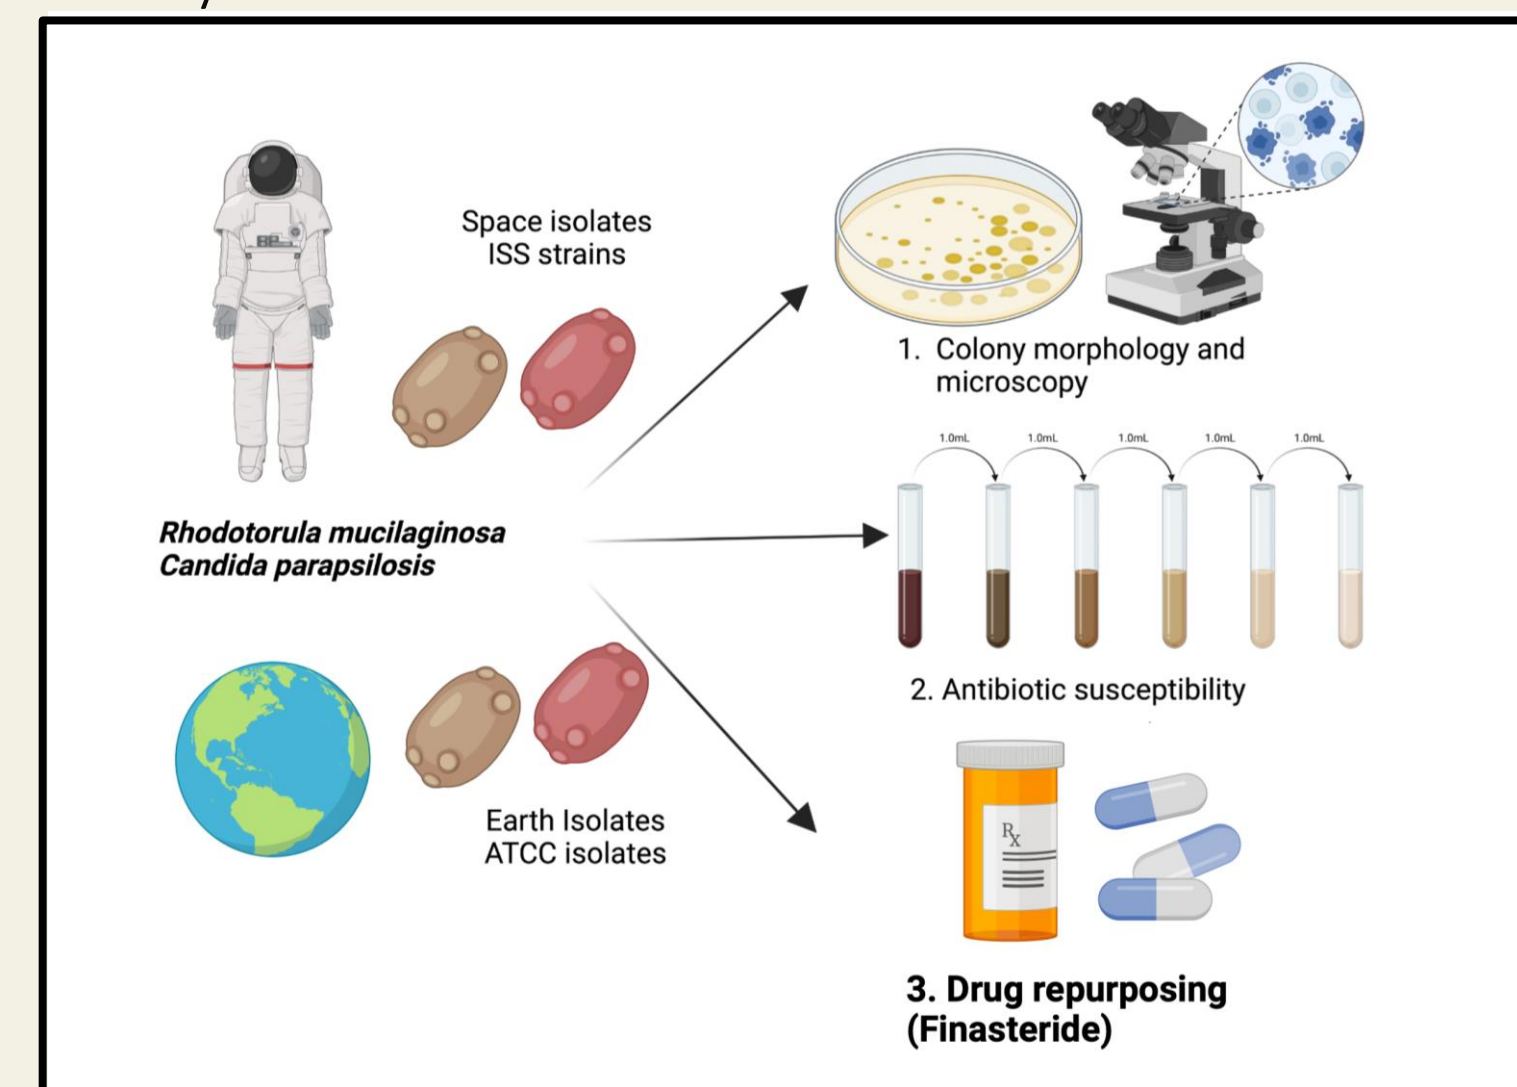 Space isolates
ISS strains
Rhodotorula mucilaginosa
Candida parapsilosis
Earth Isolates
ATCC isolates
1. Colony morphology and
microscopy
1.0mL 1.0mL 1.0mL 1.0mL 1.0mL
2. Antibiotic susceptibility
Rx
3. Drug repurposing
(Finasteride)